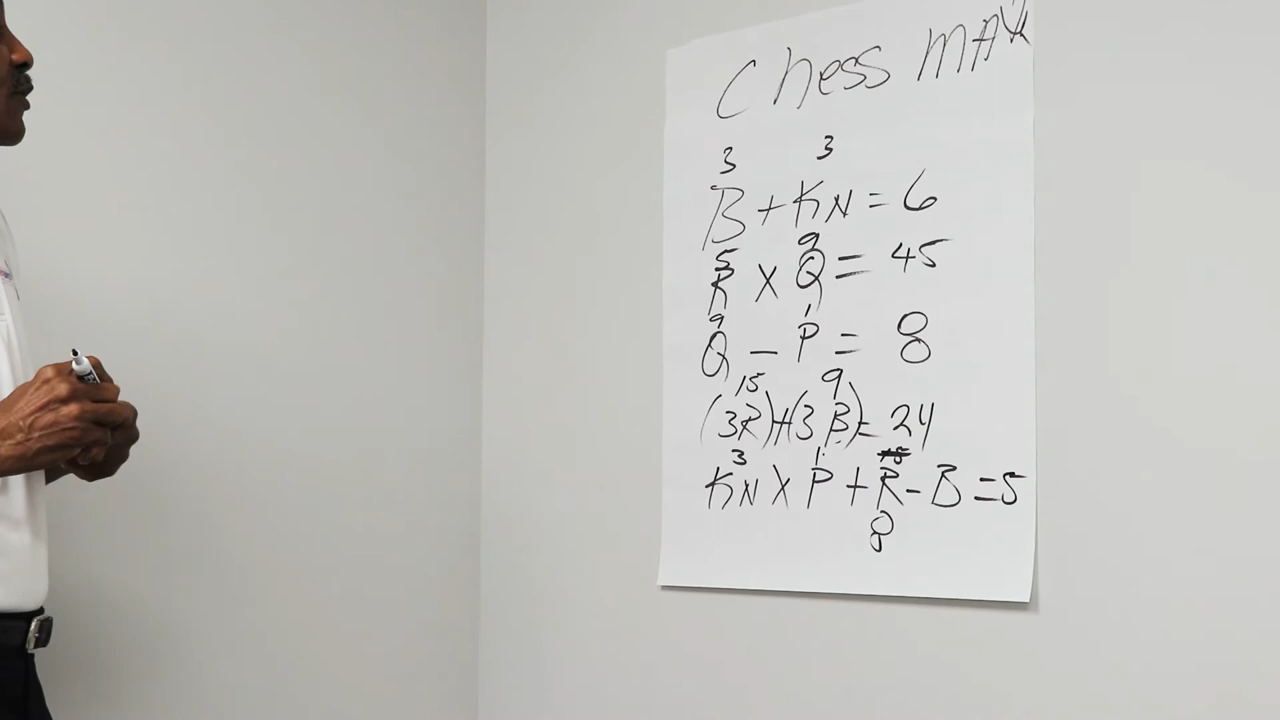 Chess MATh
3 3
B + KN = 6
5 9
R X Q = 45
9 1
Q - P = 8
15 9
(3R)+(3B)= 24
3 1
KN X P + R - B = 5
8